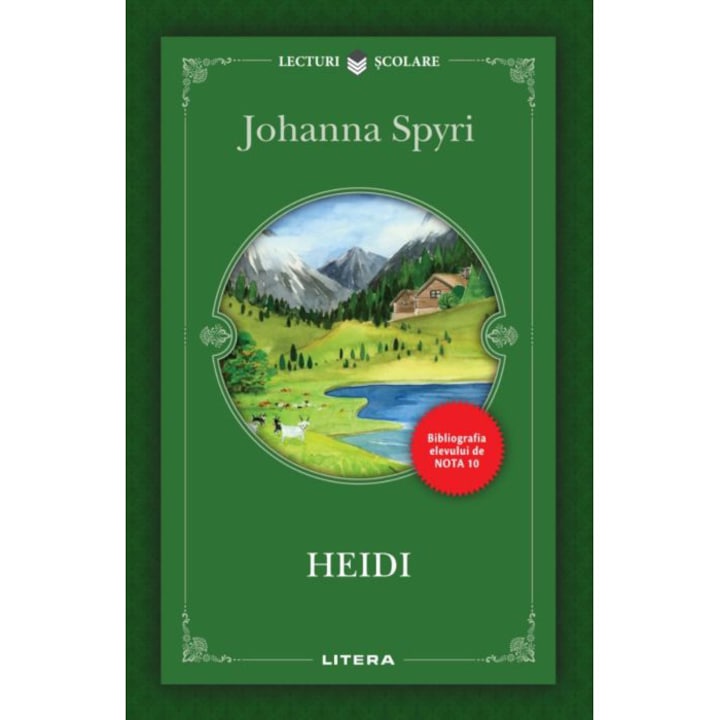 LECTURI ȘCOLARE
Johanna Spyri
Bibliografia
elevului de
NOTA 10
HEIDI
LITERA